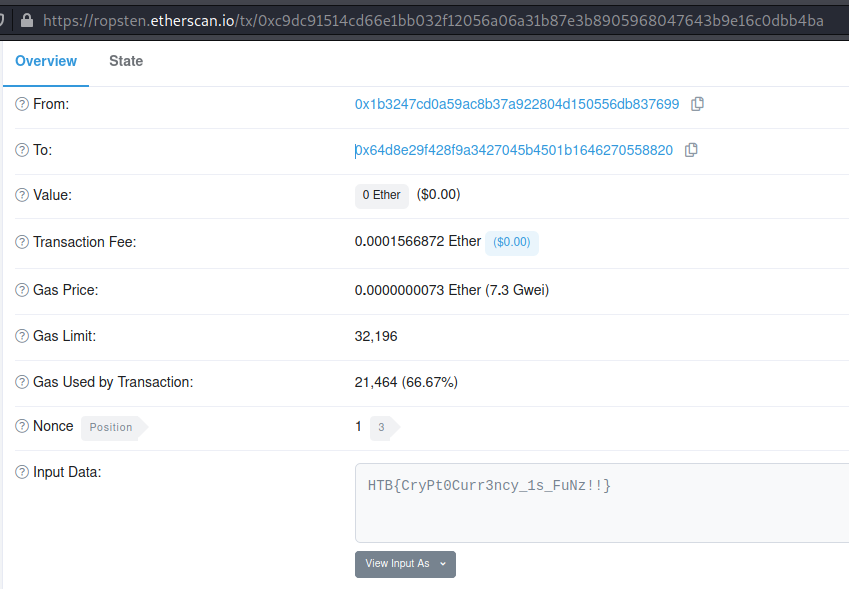 https://ropsten.etherscan.io/tx/0xc9dc91514cd66e1bb032f12056a06a31b87e3b8905968047643b9e16c0dbb4ba
Overview State
From: 0x1b3247cd0a59ac8b37a922804d150556db837699
To: 0x64d8e29f428f9a3427045b4501b1646270558820
Value: 0 Ether ($0.00)
Transaction Fee: 0.0001566872 Ether ($0.00)
Gas Price: 0.0000000073 Ether (7.3 Gwei)
Gas Limit: 32,196
Gas Used by Transaction: 21,464 (66.67%)
Nonce Position 1 3
Input Data: HTB{CryPt0Curr3ncy_1s_FuNz!!}
View Input As